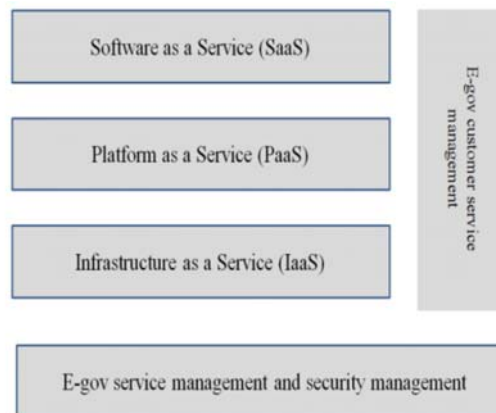 Software as a Service (SaaS)
Platform as a Service (PaaS)
Infrastructure as a Service (IaaS)
E-gov customer service
management
E-gov service management and security management